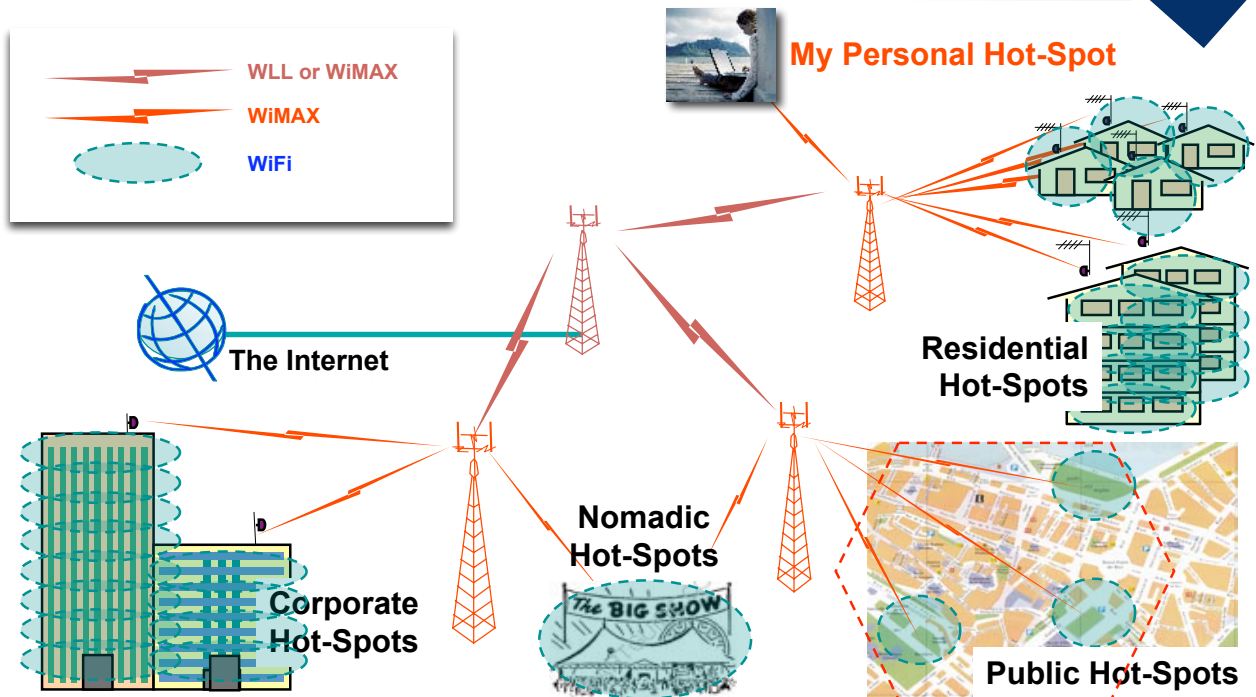 WLL or WiMAX
WiMAX
WiFi
My Personal Hot-Spot
The Internet
Residential
Hot-Spots
Nomadic
Hot-Spots
The BIG SHOW
Corporate
Hot-Spots
Public Hot-Spots